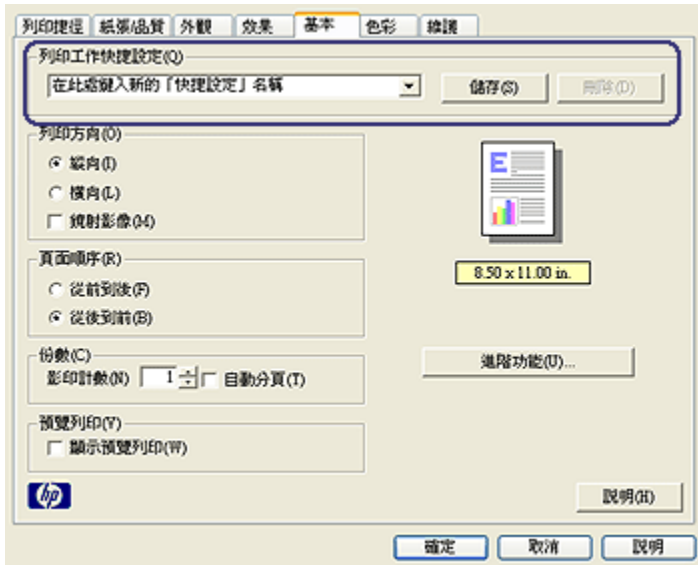 列印捷徑 紙張/品質 外觀 效果 基本 色彩 維護
列印工作快捷設定(Q)
在此處鍵入新的「快捷設定」名稱 儲存(S) 刪除(D)
列印方向(O)
縱向(I)
橫向(L)
鏡射影像(M)
E
頁面順序(R)
8.50 x 11.00 in.
從前到後(F)
從後到前(B)
份數(C)
影印計數(N) 1 自動分頁(T)
進階功能(U)...
預覽列印(V)
顯示預覽列印(W)
hp
說明(H)
確定 取消 說明